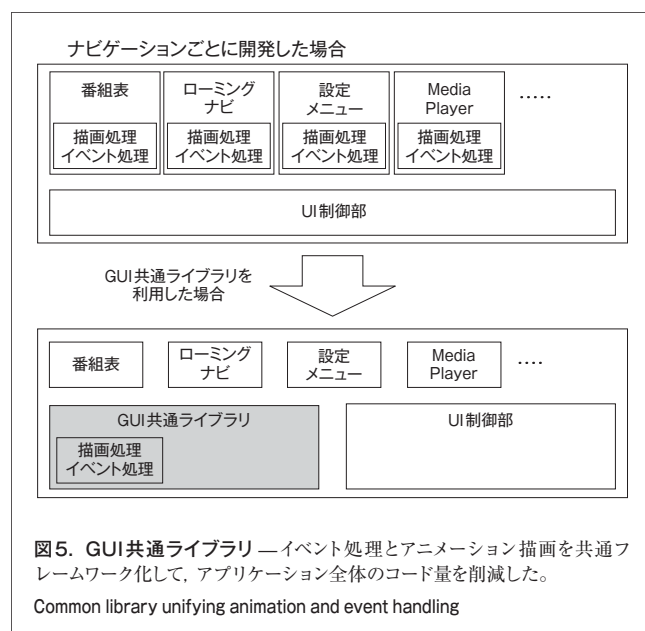 ナビゲーションごとに開発した場合
番組表
描画処理
イベント処理
ローミング
ナビ
描画処理
イベント処理
設定
メニュー
描画処理
イベント処理
Media
Player
描画処理
イベント処理
.....
UI制御部
GUI共通ライブラリを
利用した場合
番組表
ローミング
ナビ
設定
メニュー
Media
Player
....
GUI共通ライブラリ
描画処理
イベント処理
UI制御部
図5. GUI共通ライブラリ ―イベント処理とアニメーション描画を共通フ
レームワーク化して，アプリケーション全体のコード量を削減した。
Common library unifying animation and event handling